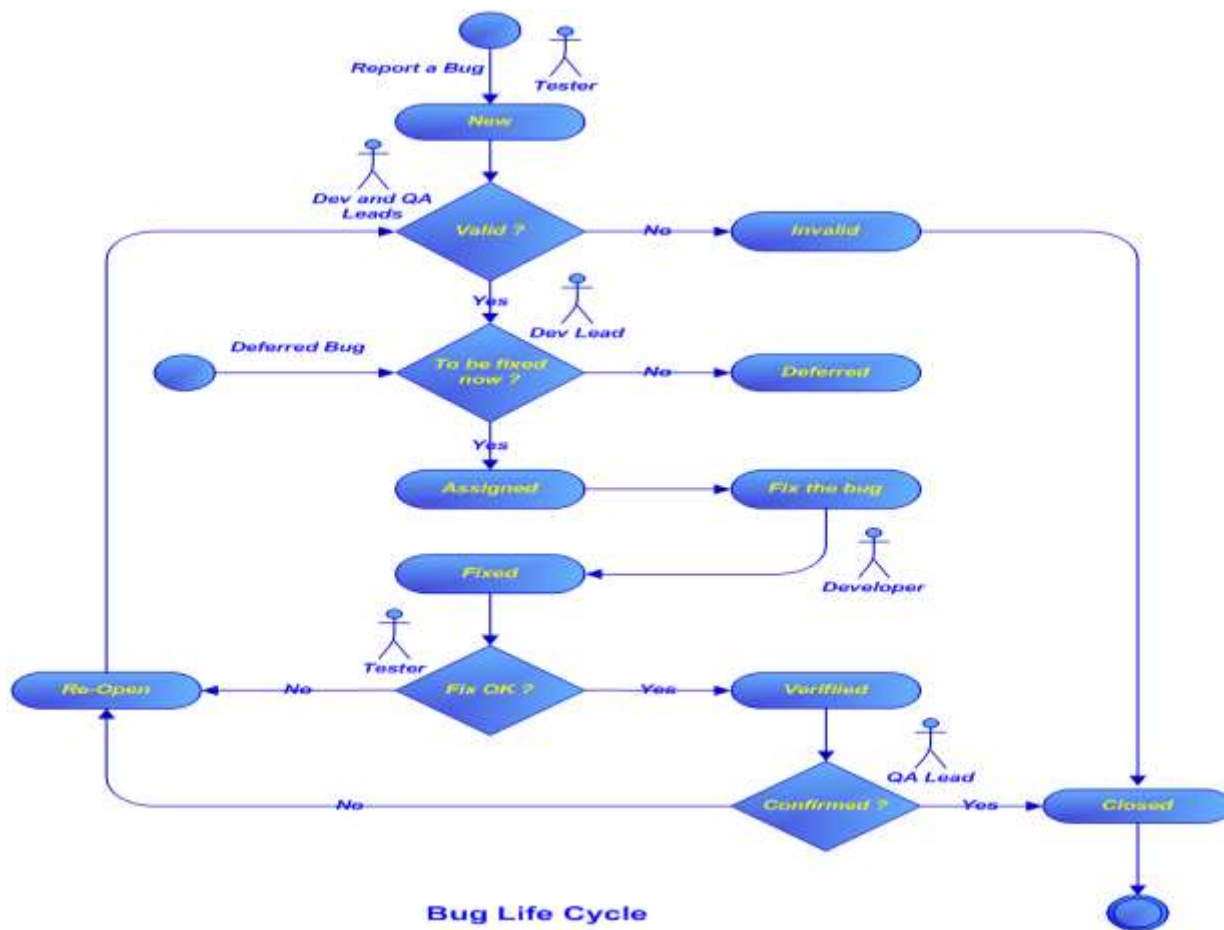 Report a Bug
Tester
New
Dev and QA
Leads
Valid ?
No
Invalid
Yes
Dev Lead
Deferred Bug
To be fixed
now ?
No
Deferred
Yes
Assigned
Fix the bug
Fixed
Developer
Tester
Re-Open
No
Fix OK ?
Yes
Verifiied
QA Lead
No
Confirmed ?
Yes
Closed
Bug Life Cycle